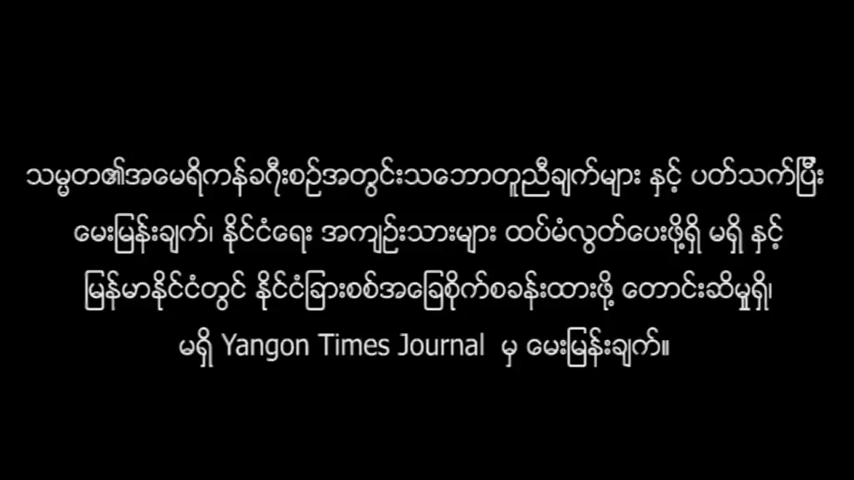 သမ္မတ၏အမေရိကန်ခရီးစဉ်အတွင်းသဘောတူညီချက်များ နှင့် ပတ်သက်ပြီး
မေးမြန်းချက်၊ နိုင်ငံရေး အကျဉ်းသားများ ထပ်မံလွတ်ပေးဖို့ရှိ မရှိ နှင့်
မြန်မာနိုင်ငံတွင် နိုင်ငံခြားစစ်အခြေစိုက်စခန်းထားဖို့ တောင်းဆိမှုရှိ၊
မရှိ Yangon Times Journal မှ မေးမြန်းချက်။